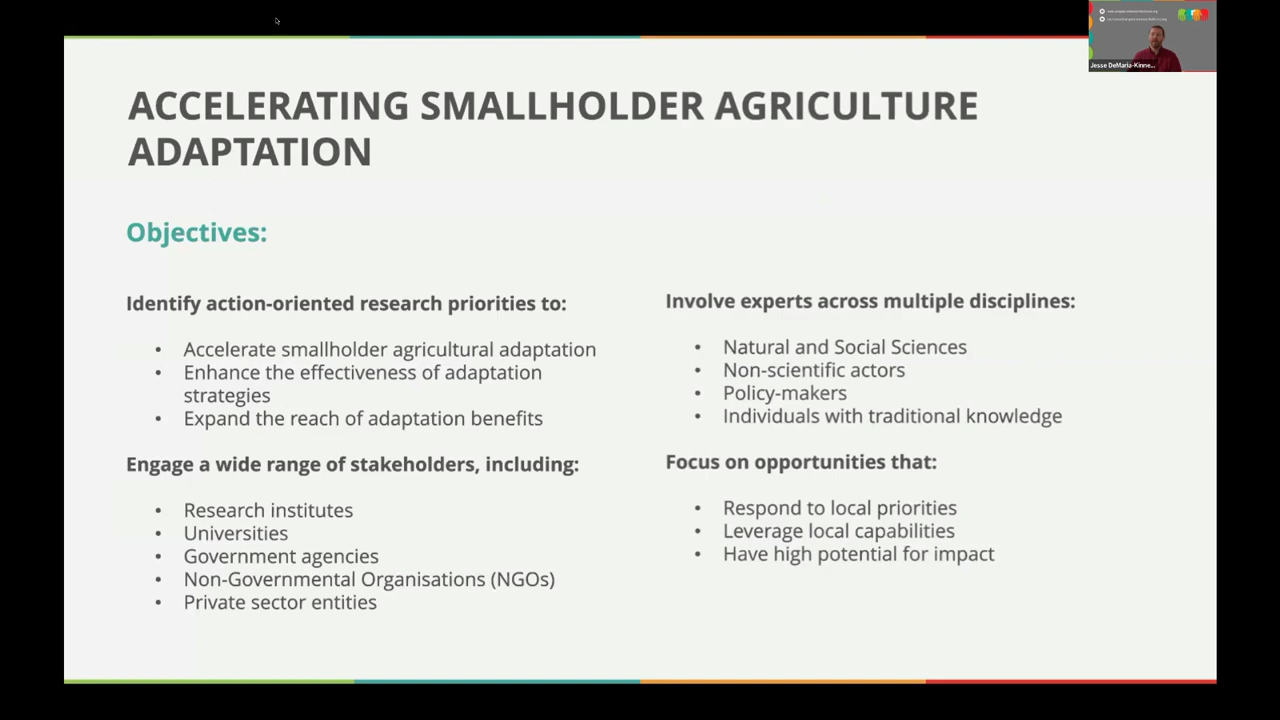 ACCELERATING SMALLHOLDER AGRICULTURE
ADAPTATION
Objectives:
Identify action-oriented research priorities to:
• Accelerate smallholder agricultural adaptation
• Enhance the effectiveness of adaptation
strategies
• Expand the reach of adaptation benefits
Engage a wide range of stakeholders, including:
• Research institutes
• Universities
• Government agencies
• Non-Governmental Organisations (NGOs)
• Private sector entities
Involve experts across multiple disciplines:
• Natural and Social Sciences
• Non-scientific actors
• Policy-makers
• Individuals with traditional knowledge
Focus on opportunities that:
• Respond to local priorities
• Leverage local capabilities
• Have high potential for impact
Jesse DeMaria-Kinne...